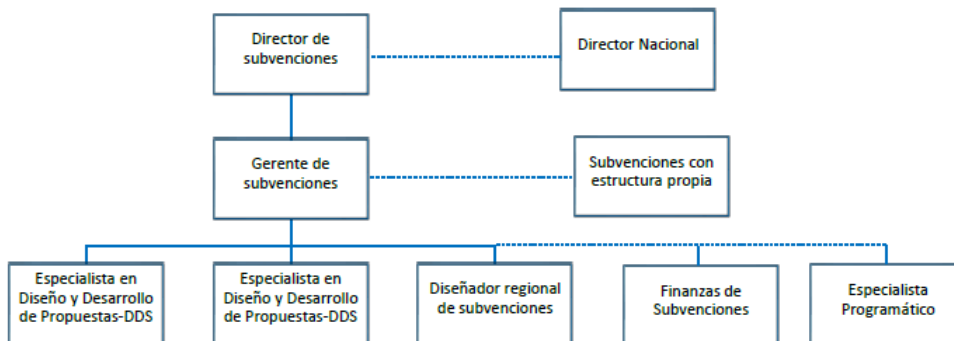 Director de
subvenciones
Director Nacional
Gerente de
subvenciones
Subvenciones con
estructura propia
Especialista en
Diseño y Desarrollo
de Propuestas-DDS
Especialista en
Diseño y Desarrollo
de Propuestas-DDS
Diseñador regional
de subvenciones
Finanzas de
Subvenciones
Especialista
Programático